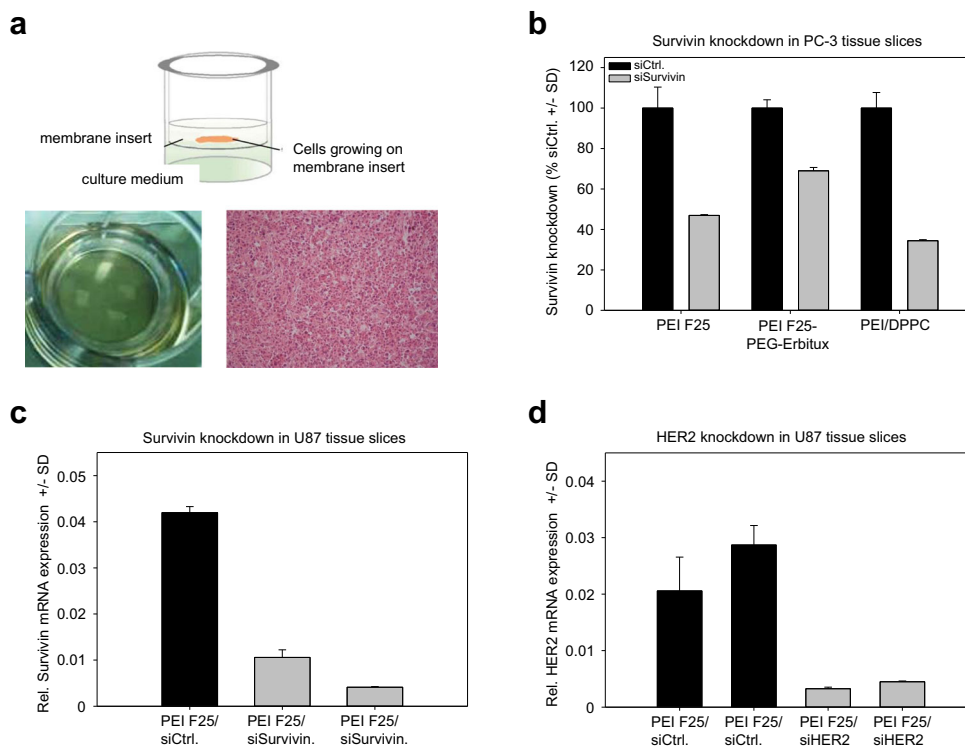 a
membrane insert
Cells growing on
membrane insert
culture medium
b
Survivin knockdown in PC-3 tissue slices
Survivin knockdown (% siCtrl. +/- SD)
120
100
80
60
40
20
0
siCtrl.
siSurvivin
PEI F25
PEI F25-
PEG-Erbitux
PEI/DPPC
c
Survivin knockdown in U87 tissue slices
Rel. Survivin mRNA expression +/- SD
0.05
0.04
0.03
0.02
0.01
0
PEI F25/
siCtrl.
PEI F25/
siSurvivin.
PEI F25/
siSurvivin.
d
HER2 knockdown in U87 tissue slices
Rel. HER2 mRNA expression +/- SD
0.04
0.03
0.02
0.01
0
PEI F25/
siCtrl.
PEI F25/
siCtrl.
PEI F25/
siHER2
PEI F25/
siHER2